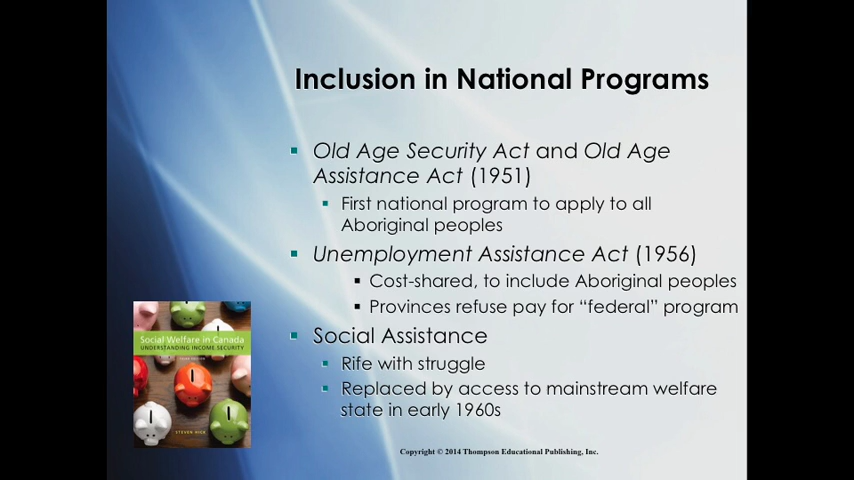 Inclusion in National Programs
▪ Old Age Security Act and Old Age
Assistance Act (1951)
▪ First national program to apply to all
Aboriginal peoples
▪ Unemployment Assistance Act (1956)
▪ Cost-shared, to include Aboriginal peoples
▪ Provinces refuse pay for “federal” program
▪ Social Assistance
▪ Rife with struggle
▪ Replaced by access to mainstream welfare
state in early 1960s
Social Welfare in Canada
UNDERSTANDING INCOME SECURITY
STEVEN HICK
Copyright © 2014 Thompson Educational Publishing, Inc.